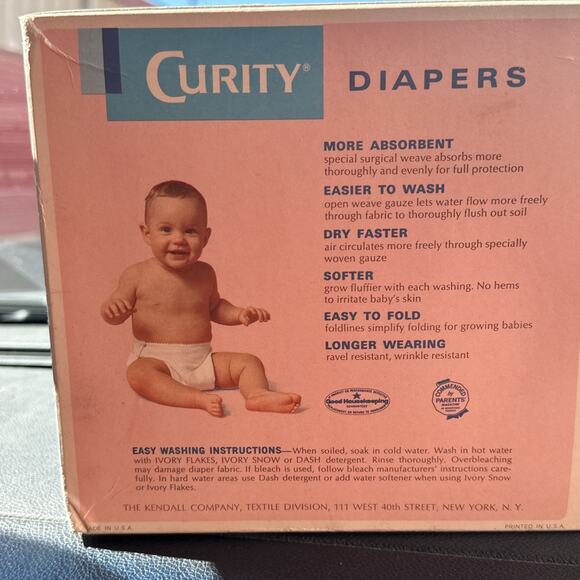 CURITY® DIAPERS
MORE ABSORBENT
special surgical weave absorbs more
thoroughly and evenly for full protection
EASIER TO WASH
open weave gauze lets water flow more freely
through fabric to thoroughly flush out soil
DRY FASTER
air circulates more freely through specially
woven gauze
SOFTER
grow fluffier with each washing. No hems
to irritate baby's skin
EASY TO FOLD
foldlines simplify folding for growing babies
LONGER WEARING
ravel resistant, wrinkle resistant
Good Housekeeping
GUARANTEES
COMMENDED
by
PARENTS'
MAGAZINE
EASY WASHING INSTRUCTIONS—When soiled, soak in cold water. Wash in hot water
with IVORY FLAKES, IVORY SNOW or DASH detergent. Rinse thoroughly. Overbleaching
may damage diaper fabric. If bleach is used, follow bleach manufacturers' instructions care-
fully. In hard water areas use Dash detergent or add water softener when using Ivory Snow
or Ivory Flakes.
THE KENDALL COMPANY, TEXTILE DIVISION, 111 WEST 40th STREET, NEW YORK, N. Y.
ADE IN U.S.A. PRINTED IN U.S.A.